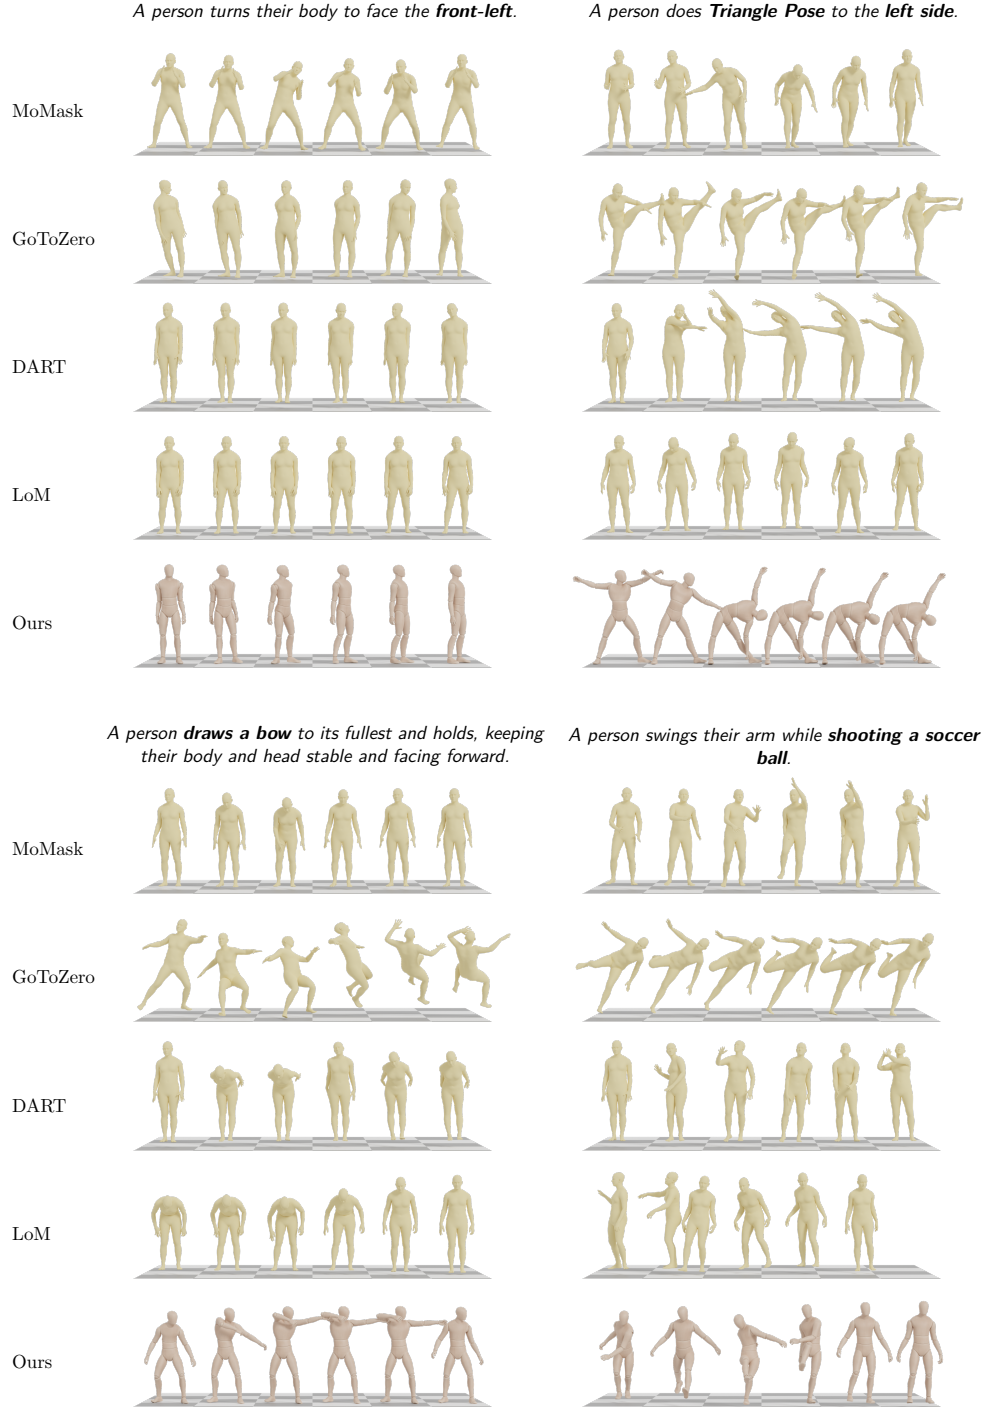 A person turns their body to face the front-left.
A person does Triangle Pose to the left side.
MoMask
GoToZero
DART
LoM
Ours
A person draws a bow to its fullest and holds, keeping
their body and head stable and facing forward.
A person swings their arm while shooting a soccer
ball.
MoMask
GoToZero
DART
LoM
Ours